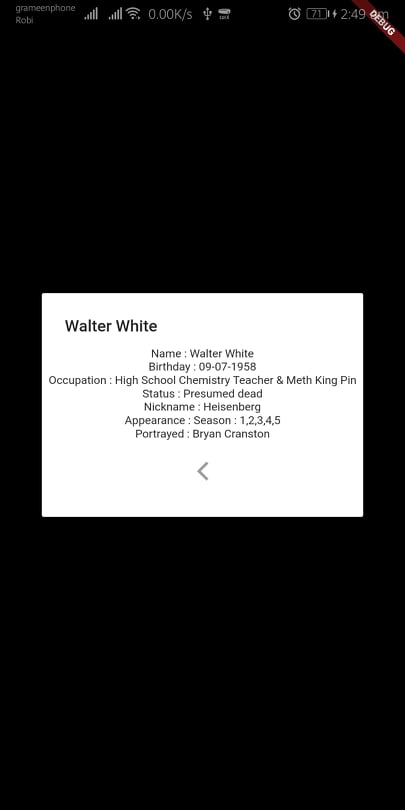 grameenphone
Robi
0.00K/s
71
2:49
DEBUG
Walter White
Name : Walter White
Birthday : 09-07-1958
Occupation : High School Chemistry Teacher & Meth King Pin
Status : Presumed dead
Nickname : Heisenberg
Appearance : Season : 1,2,3,4,5
Portrayed : Bryan Cranston